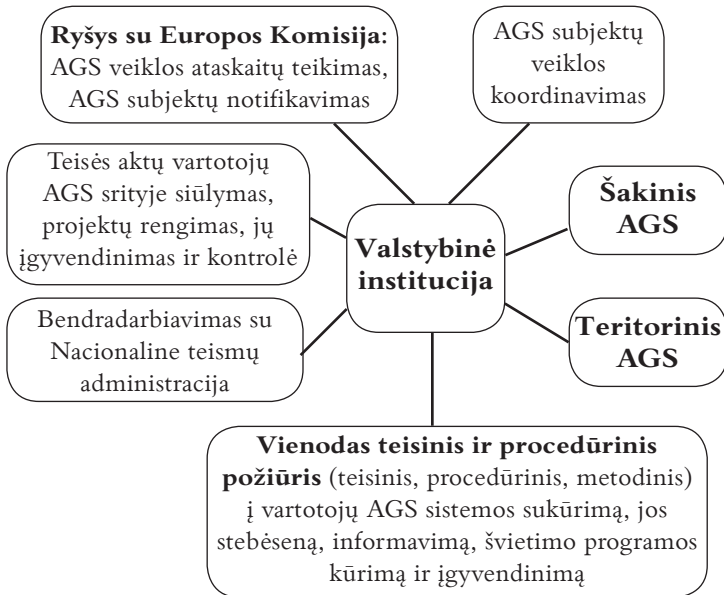 Ryšys su Europos Komisija:
AGS veiklos ataskaitų teikimas,
AGS subjektų notifikavimas
AGS subjektų
veiklos
koordinavimas
Teisės aktų vartotojų
AGS srityje siūlymas,
projektų rengimas, jų
įgyvendinimas ir kontrolė
Šakinis
AGS
Valstybinė
institucija
Bendradarbiavimas su
Nacionaline teismų
administracija
Teritorinis
AGS
Vienodas teisinis ir procedūrinis
požiūris (teisinis, procedūrinis, metodinis)
į vartotojų AGS sistemos sukūrimą, jos
stebėseną, informavimą, švietimo programos
kūrimą ir įgyvendinimą